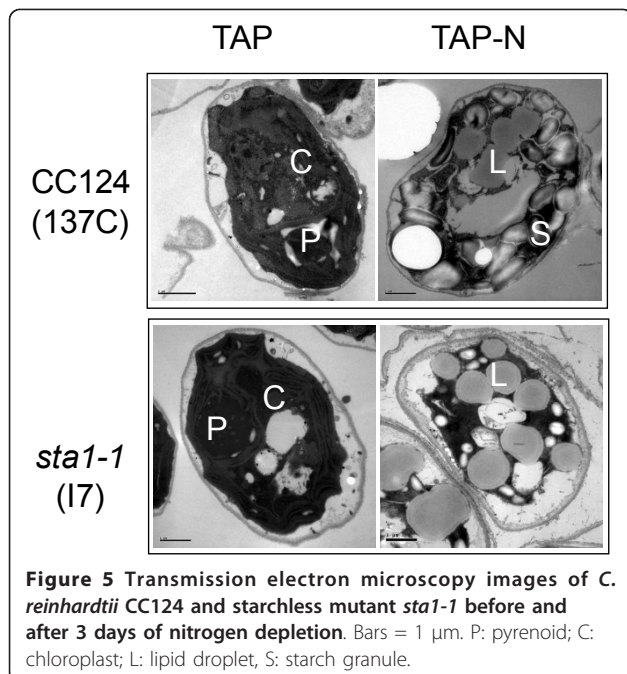 TAP TAP-N
CC124
(137C)
C
P
L
S
sta1-1
(I7)
C
P
L
Figure 5 Transmission electron microscopy images of C.
reinhardtii CC124 and starchless mutant sta1-1 before and
after 3 days of nitrogen depletion. Bars = 1 μm. P: pyrenoid; C:
chloroplast; L: lipid droplet, S: starch granule.